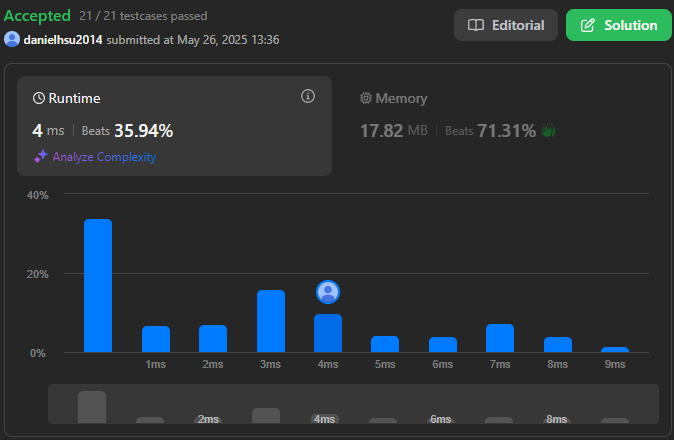 Accepted 21 / 21 testcases passed
danielhsu2014 submitted at May 26, 2025 13:36
Editorial
Solution
Runtime
4 ms | Beats 35.94%
Analyze Complexity
Memory
17.82 MB | Beats 71.31%
40%
20%
0%
1ms 2ms 3ms 4ms 5ms 6ms 7ms 8ms 9ms
2ms 4ms 6ms 8ms